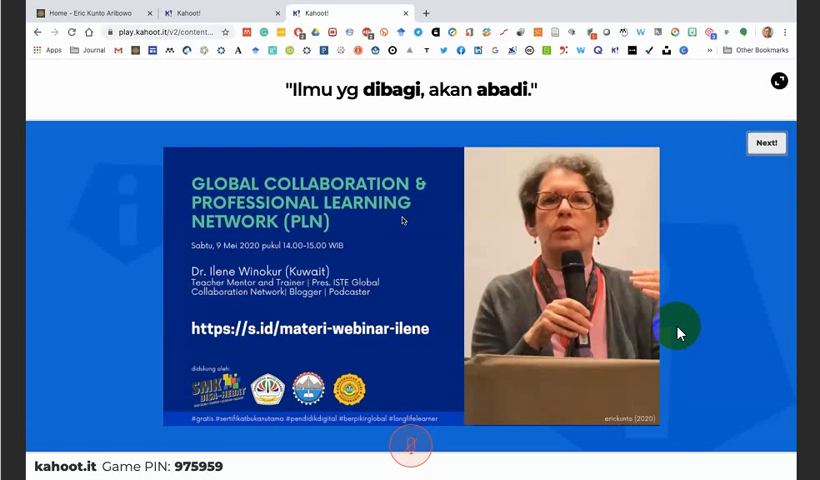 Home - Eric Kunto Aribowo
Kahoot!
Kahoot!
play.kahoot.it/v2/content...
Apps
Journal
Other Bookmarks
"Ilmu yg dibagi, akan abadi."
Next!
GLOBAL COLLABORATION &
PROFESSIONAL LEARNING
NETWORK (PLN)
Sabtu, 9 Mei 2020 pukul 14.00-15.00 WIB
Dr. Ilene Winokur (Kuwait)
Teacher Mentor and Trainer | Pres. ISTE Global
Collaboration Network| Blogger | Podcaster
https://s.id/materi-webinar-ilene
didukung oleh:
SMK
BISA-HEBAT
#gratis #sertifikatbukanutama #pendidikdigital #berpikirglobal #longlifelearner
erickunto (2020)
kahoot.it Game PIN: 975959